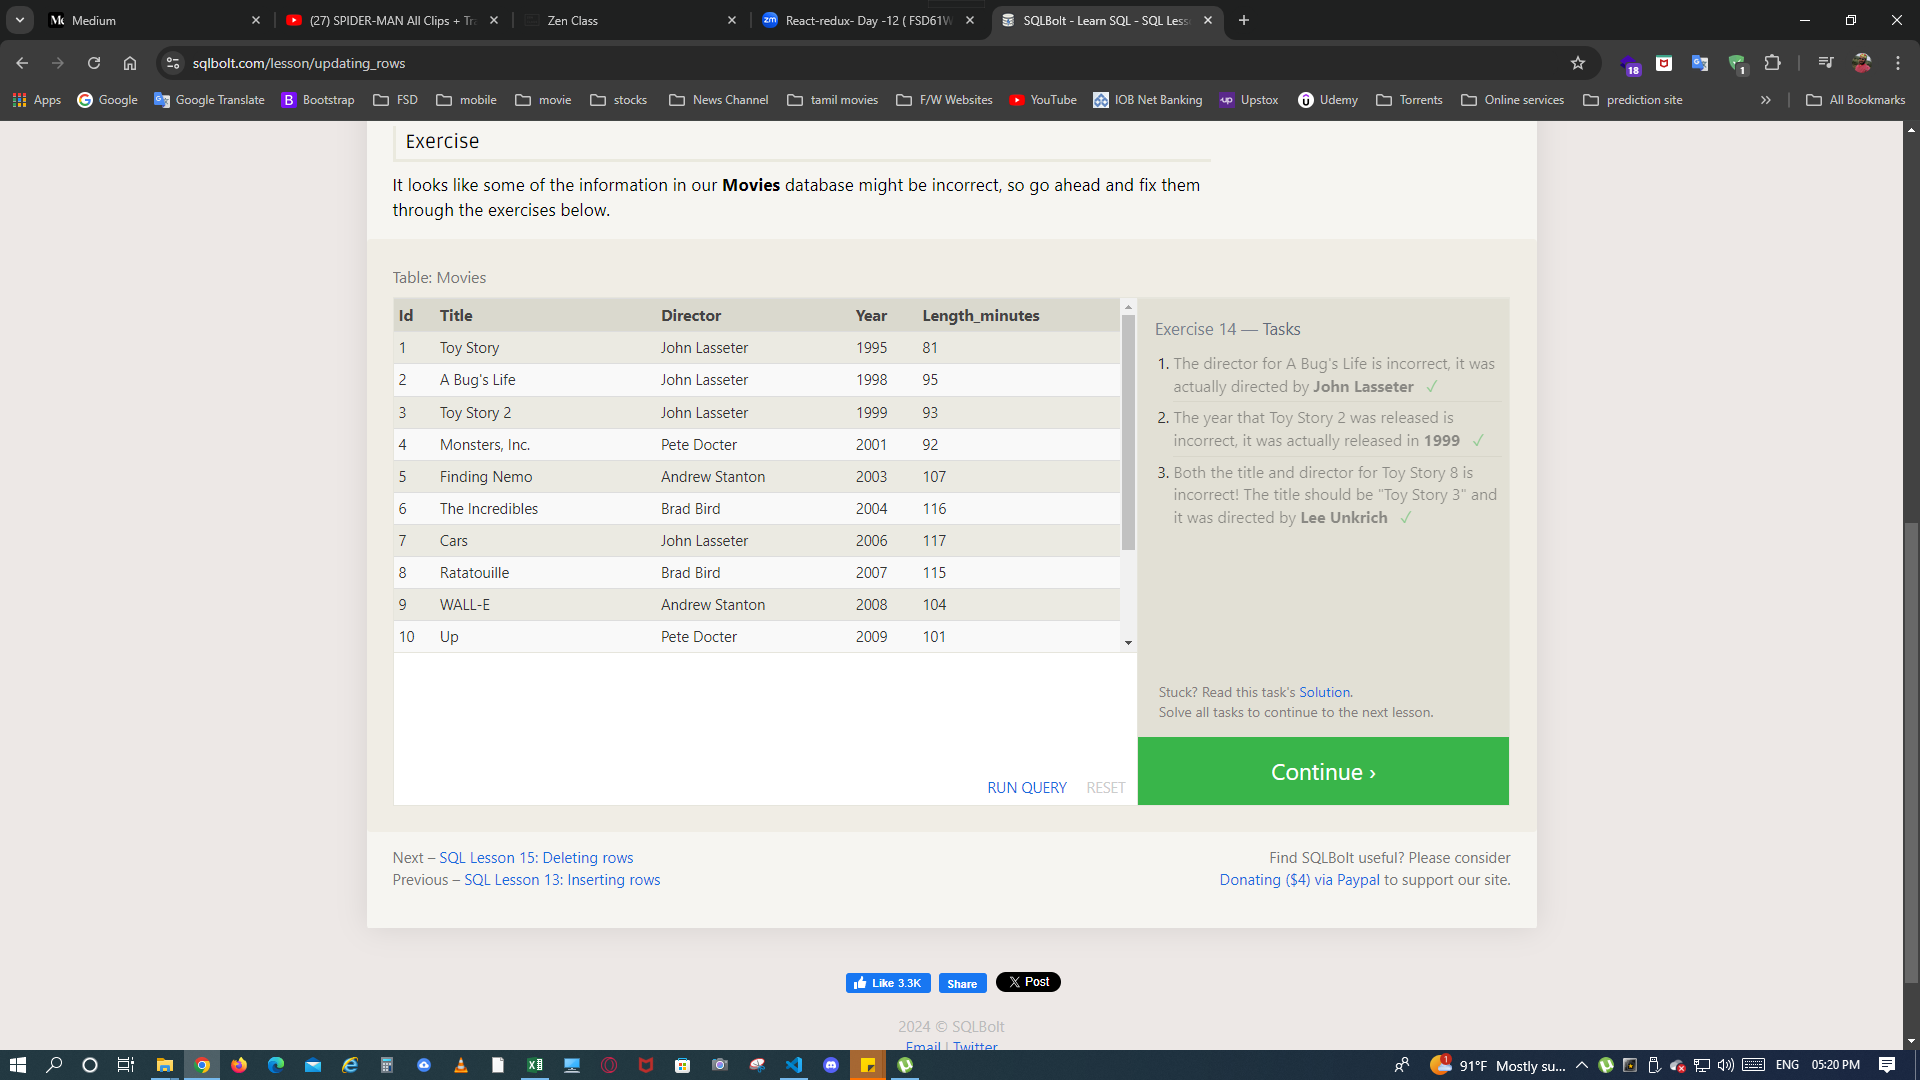 Medium
(27) SPIDER-MAN All Clips + Tra
Zen Class
React-redux- Day -12 ( FSD61W
SQLBolt - Learn SQL - SQL Less
sqlbolt.com/lesson/updating_rows
18
1
Apps
Google
Google Translate
Bootstrap
FSD
mobile
movie
stocks
News Channel
tamil movies
F/W Websites
YouTube
IOB Net Banking
Upstox
Udemy
Torrents
Online services
prediction site
All Bookmarks
Exercise
It looks like some of the information in our Movies database might be incorrect, so go ahead and fix them
through the exercises below.
Table: Movies
Id Title Director Year Length_minutes
1 Toy Story John Lasseter 1995 81
2 A Bug's Life John Lasseter 1998 95
3 Toy Story 2 John Lasseter 1999 93
4 Monsters, Inc. Pete Docter 2001 92
5 Finding Nemo Andrew Stanton 2003 107
6 The Incredibles Brad Bird 2004 116
7 Cars John Lasseter 2006 117
8 Ratatouille Brad Bird 2007 115
9 WALL-E Andrew Stanton 2008 104
10 Up Pete Docter 2009 101
RUN QUERY RESET
Exercise 14 — Tasks
1. The director for A Bug's Life is incorrect, it was
actually directed by John Lasseter ✓
2. The year that Toy Story 2 was released is
incorrect, it was actually released in 1999 ✓
3. Both the title and director for Toy Story 8 is
incorrect! The title should be "Toy Story 3" and
it was directed by Lee Unkrich ✓
Stuck? Read this task's Solution.
Solve all tasks to continue to the next lesson.
Continue ›
Next – SQL Lesson 15: Deleting rows
Previous – SQL Lesson 13: Inserting rows
Find SQLBolt useful? Please consider
Donating ($4) via Paypal to support our site.
Like 3.3K
Share
X Post
2024 © SQLBolt
Email | Twitter
1
91°F Mostly su...
ENG
05:20 PM